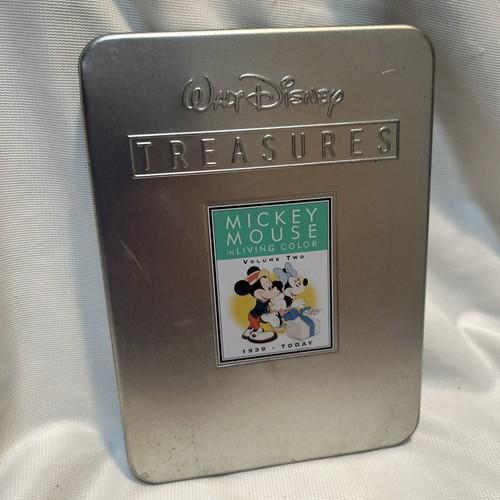 WALT DISNEY
TREASURES
MICKEY
MOUSE
IN LIVING COLOR
VOLUME TWO
1939 - TODAY